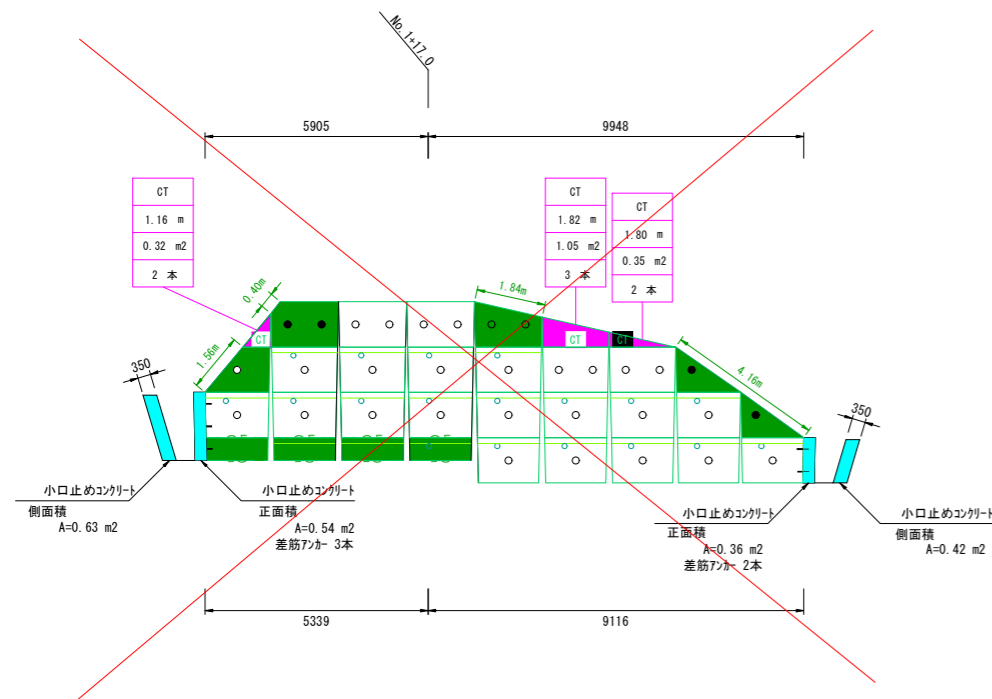 No.1+17.0
5905
9948
CT
1.16 m
0.32 m2
2 本
CT
1.82 m
1.05 m2
3 本
CT
1.80 m
0.35 m2
2 本
0.40m
1.84m
1.56m
CT
CT
CT
4.16m
350
350
小口止めコンクリート
側面積
A=0.63 m2
小口止めコンクリート
正面積
A=0.54 m2
差筋アンカー 3本
小口止めコンクリート
正面積
A=0.36 m2
差筋アンカー 2本
小口止めコンクリート
側面積
A=0.42 m2
5339
9116